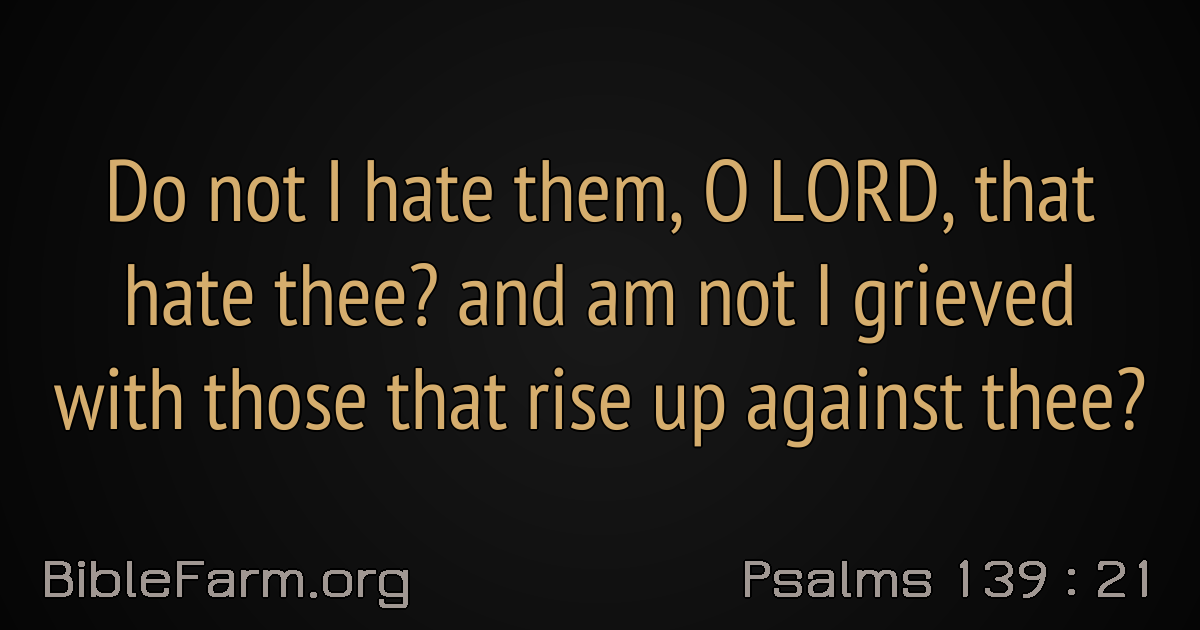 Do not I hate them, O LORD, that
hate thee? and am not I grieved
with those that rise up against thee?
BibleFarm.org
Psalms 139 : 21